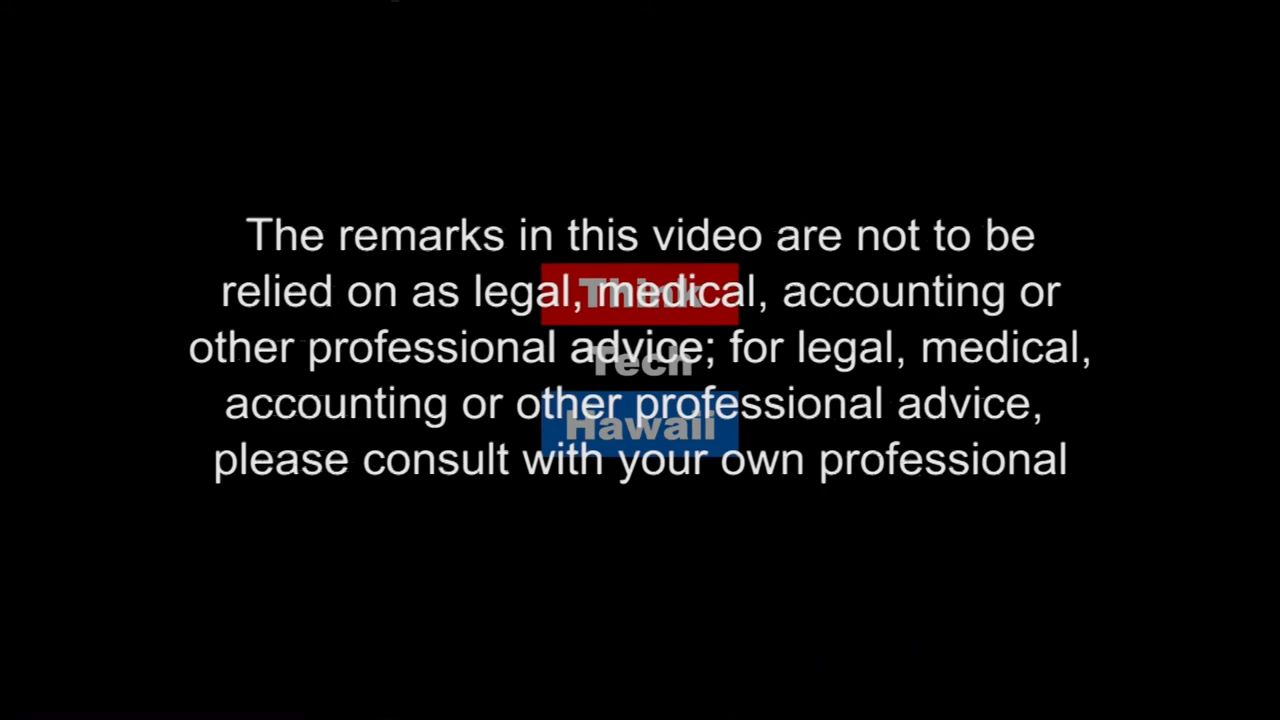 The remarks in this video are not to be
relied on as legal, medical, accounting or
other professional advice; for legal, medical,
accounting or other professional advice,
please consult with your own professional
Think
Tech
Hawaii